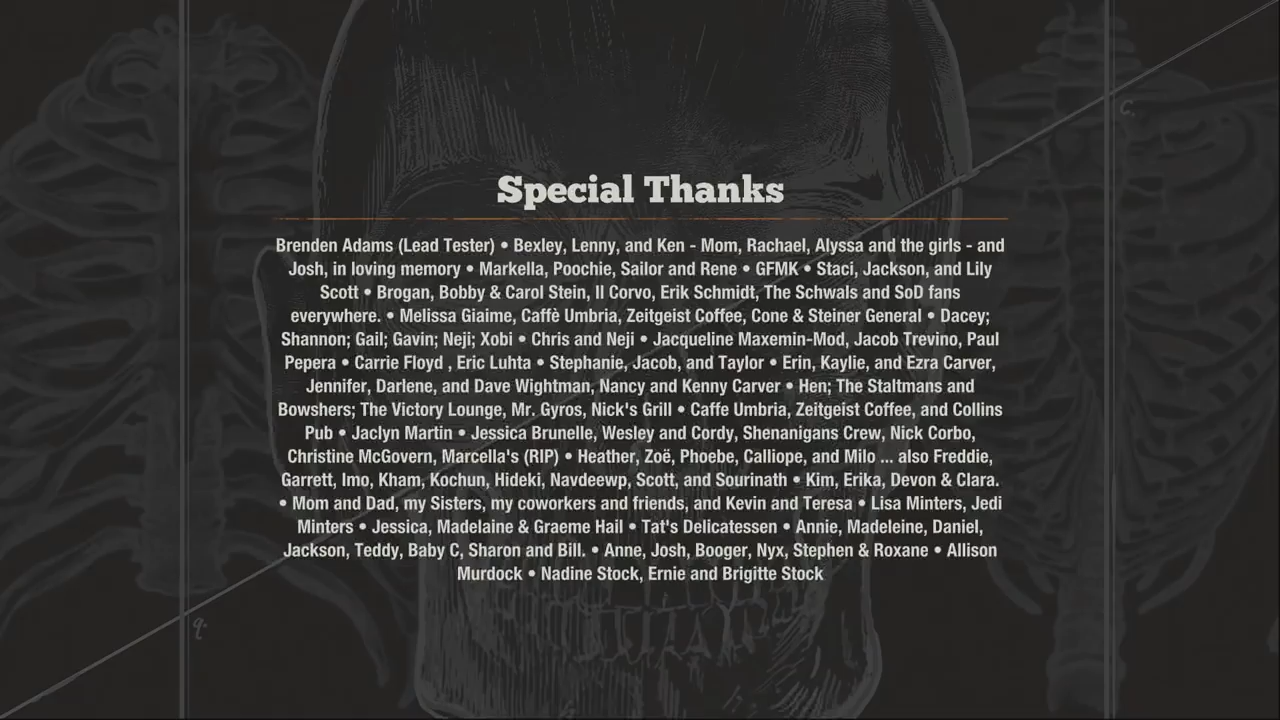 Special Thanks
Brenden Adams (Lead Tester) • Bexley, Lenny, and Ken - Mom, Rachael, Alyssa and the girls - and
Josh, in loving memory • Markella, Poochie, Sailor and Rene • GFMK • Staci, Jackson, and Lily
Scott • Brogan, Bobby & Carol Stein, Il Corvo, Erik Schmidt, The Schwals and SoD fans
everywhere. • Melissa Giaime, Caffè Umbria, Zeitgeist Coffee, Cone & Steiner General • Dacey;
Shannon; Gail; Gavin; Neji; Xobi • Chris and Neji • Jacqueline Maxemin-Mod, Jacob Trevino, Paul
Pepera • Carrie Floyd , Eric Luhta • Stephanie, Jacob, and Taylor • Erin, Kaylie, and Ezra Carver,
Jennifer, Darlene, and Dave Wightman, Nancy and Kenny Carver • Hen; The Staltmans and
Bowshers; The Victory Lounge, Mr. Gyros, Nick's Grill • Caffe Umbria, Zeitgeist Coffee, and Collins
Pub • Jaclyn Martin • Jessica Brunelle, Wesley and Cordy, Shenanigans Crew, Nick Corbo,
Christine McGovern, Marcella's (RIP) • Heather, Zoë, Phoebe, Calliope, and Milo ... also Freddie,
Garrett, Imo, Kham, Kochun, Hideki, Navdeewp, Scott, and Sourinath • Kim, Erika, Devon & Clara.
• Mom and Dad, my Sisters, my coworkers and friends, and Kevin and Teresa • Lisa Minters, Jedi
Minters • Jessica, Madelaine & Graeme Hail • Tat's Delicatessen • Annie, Madeleine, Daniel,
Jackson, Teddy, Baby C, Sharon and Bill. • Anne, Josh, Booger, Nyx, Stephen & Roxane • Allison
Murdock • Nadine Stock, Ernie and Brigitte Stock
c.
q.